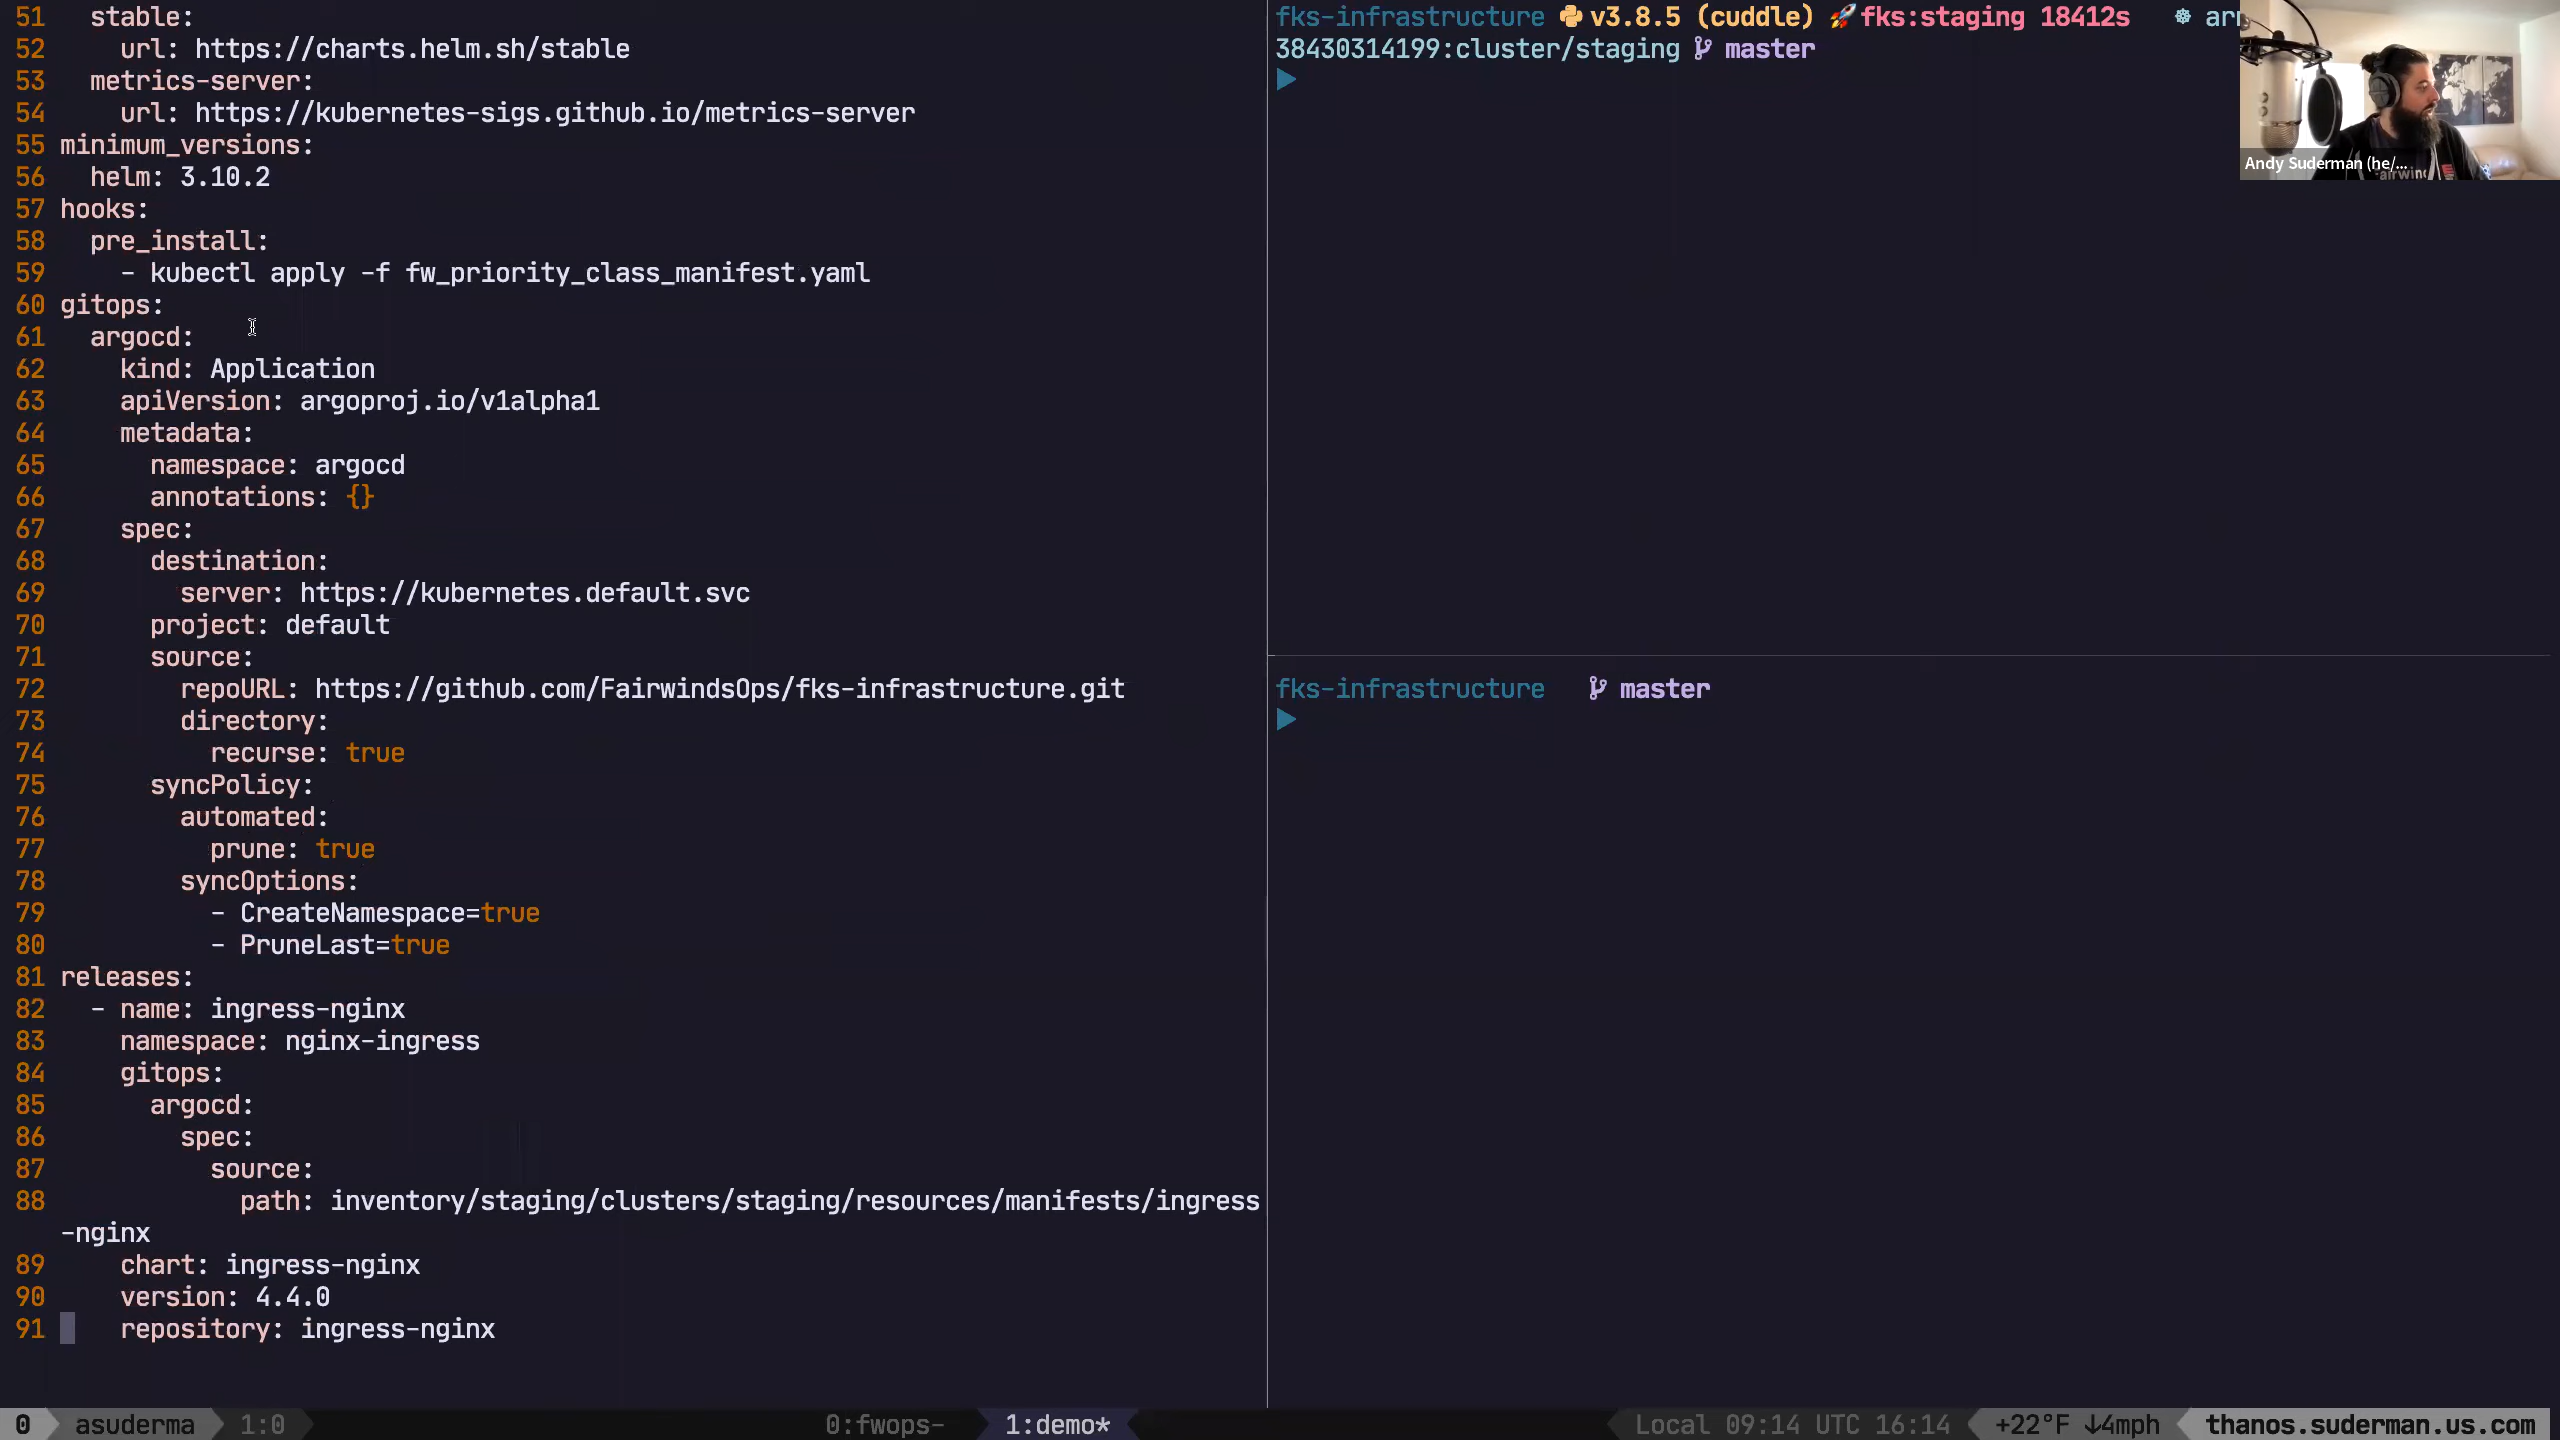 51 stable:
52 url: https://charts.helm.sh/stable
53 metrics-server:
54 url: https://kubernetes-sigs.github.io/metrics-server
55 minimum_versions:
56 helm: 3.10.2
57 hooks:
58 pre_install:
59 - kubectl apply -f fw_priority_class_manifest.yaml
60 gitops:
61 argocd:
62 kind: Application
63 apiVersion: argoproj.io/v1alpha1
64 metadata:
65 namespace: argocd
66 annotations: {}
67 spec:
68 destination:
69 server: https://kubernetes.default.svc
70 project: default
71 source:
72 repoURL: https://github.com/FairwindsOps/fks-infrastructure.git
73 directory:
74 recurse: true
75 syncPolicy:
76 automated:
77 prune: true
78 syncOptions:
79 - CreateNamespace=true
80 - PruneLast=true
81 releases:
82 - name: ingress-nginx
83 namespace: nginx-ingress
84 gitops:
85 argocd:
86 spec:
87 source:
88 path: inventory/staging/clusters/staging/resources/manifests/ingress
-nginx
89 chart: ingress-nginx
90 version: 4.4.0
91 repository: ingress-nginx
fks-infrastructure v3.8.5 (cuddle) fks:staging 18412s
38430314199:cluster/staging master
Andy Suderman (he/...
fks-infrastructure master
0 asuderma 1:0 0:fwops- 1:demo* Local 09:14 UTC 16:14 +22°F ↓4mph thanos.suderman.us.com